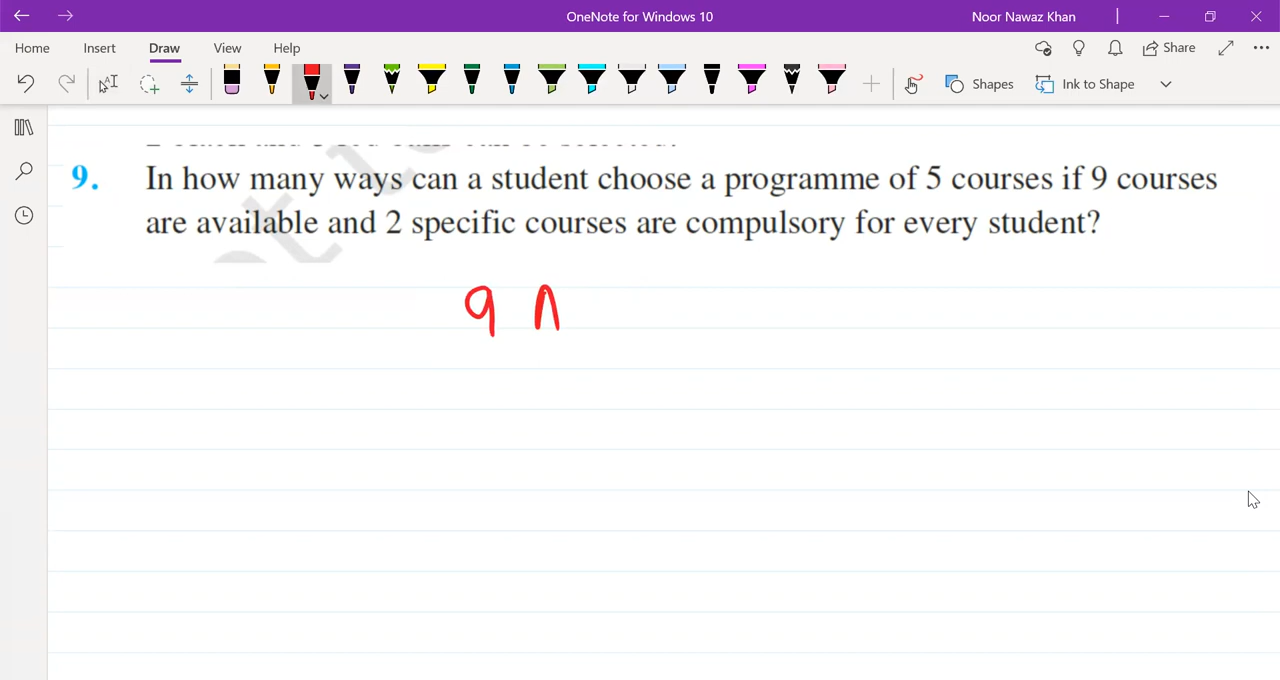 OneNote for Windows 10
Noor Nawaz Khan
Home Insert Draw View Help
Share
Shapes
Ink to Shape
9. In how many ways can a student choose a programme of 5 courses if 9 courses
are available and 2 specific courses are compulsory for every student?
9